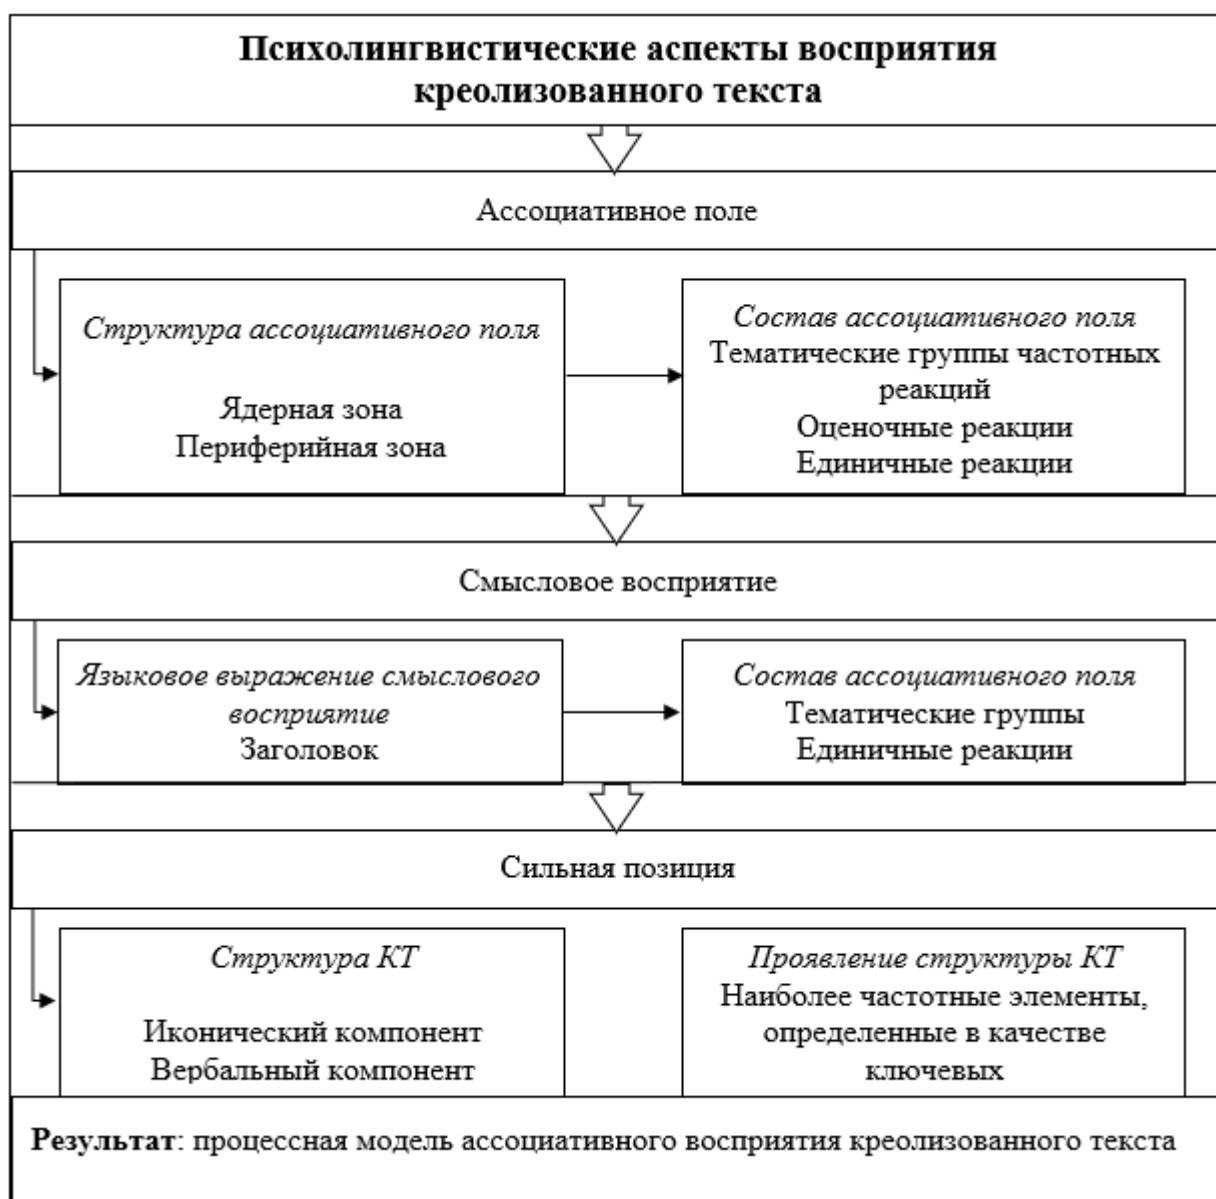 Психолингвистические аспекты восприятия
креолизованного текста
Ассоциативное поле
Структура ассоциативного поля
Ядерная зона
Периферийная зона
Состав ассоциативного поля
Тематические группы частотных
реакций
Оценочные реакции
Единичные реакции
Смысловое восприятие
Языковое выражение смыслового
восприятие
Заголовок
Состав ассоциативного поля
Тематические группы
Единичные реакции
Сильная позиция
Структура КТ
Иконический компонент
Вербальный компонент
Проявление структуры КТ
Наиболее частотные элементы,
определенные в качестве
ключевых
Результат: процессная модель ассоциативного восприятия креолизованного текста